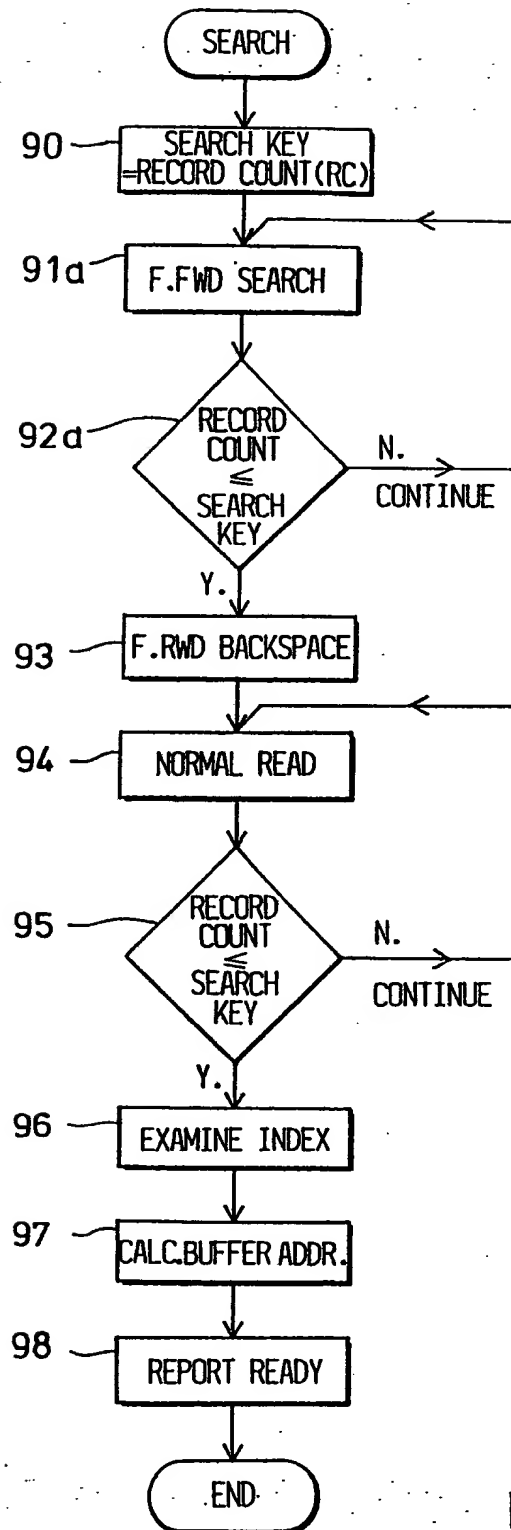 SEARCH
90
SEARCH KEY
=RECORD COUNT(RC)
91a
F.FWD SEARCH
92a
RECORD
COUNT
≤
SEARCH
KEY
N.
CONTINUE
Y.
93
F.RWD BACKSPACE
94
NORMAL READ
95
RECORD
COUNT
≤
SEARCH
KEY
N.
CONTINUE
Y.
96
EXAMINE INDEX
97
CALC.BUFFER ADDR.
98
REPORT READY
END